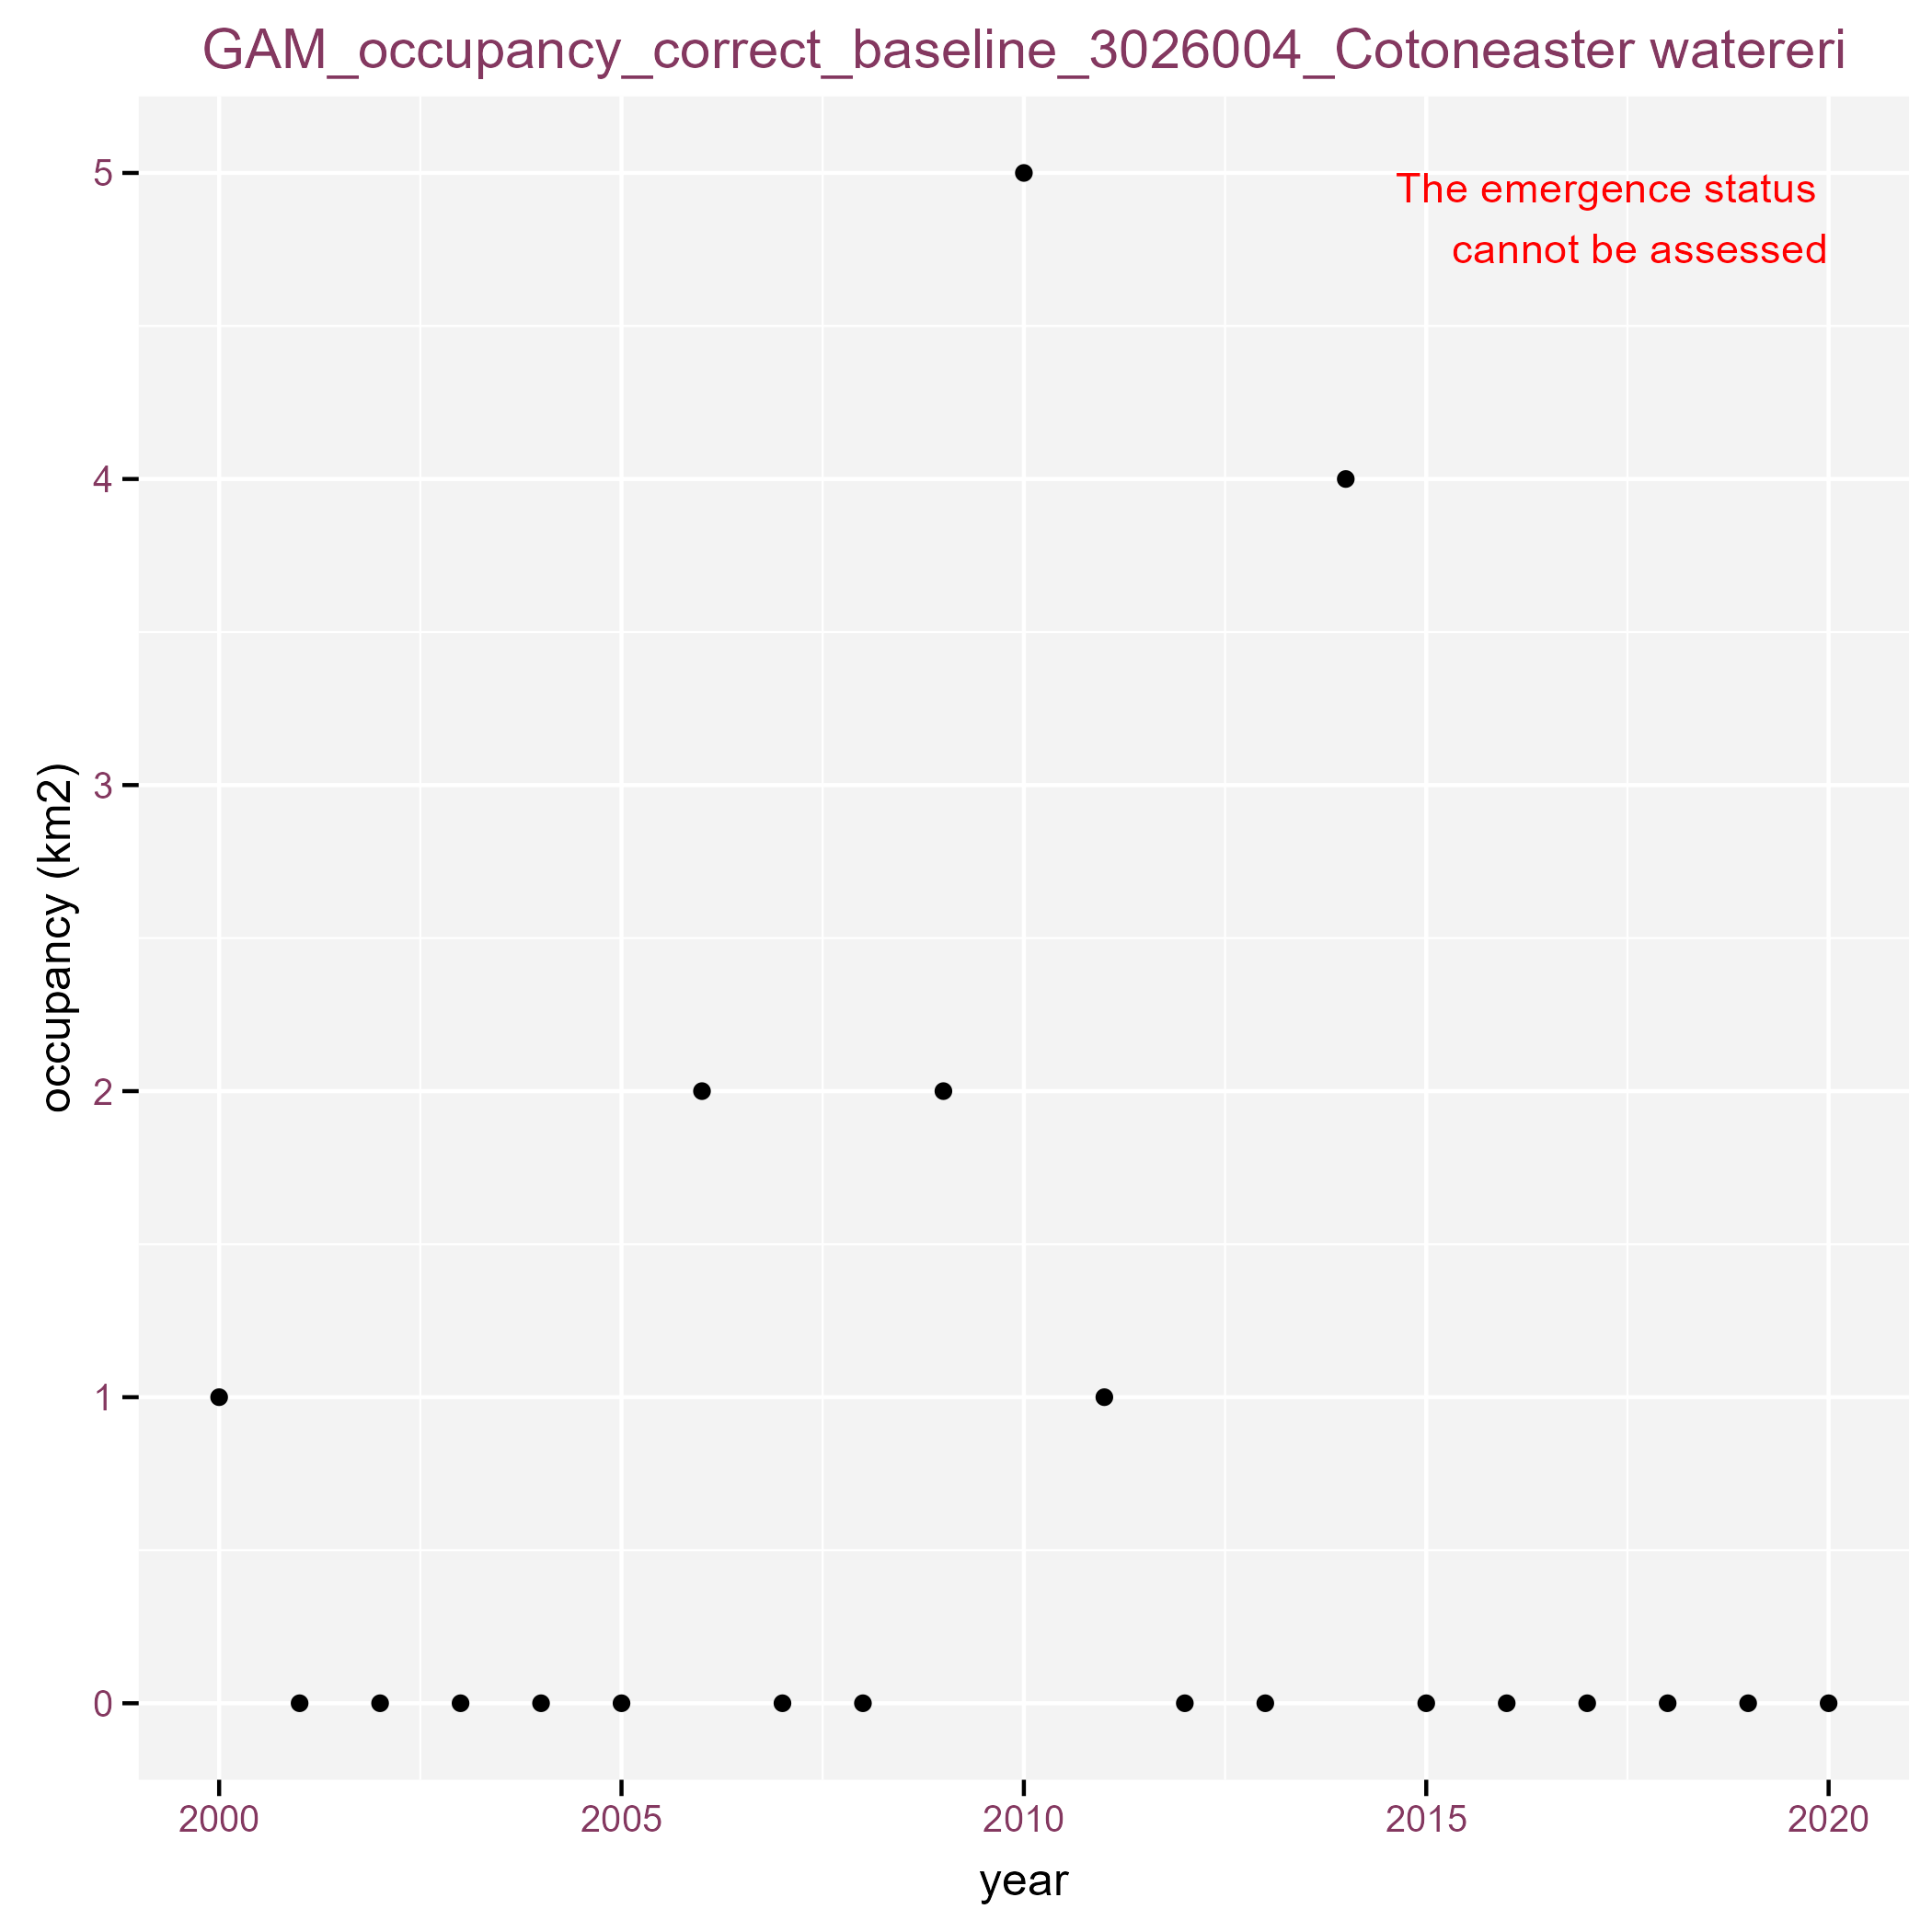 GAM_occupancy_correct_baseline_3026004_Cotoneaster watereri
The emergence status
cannot be assessed
5
4
3
2
1
0
occupancy (km2)
2000
2005
2010
2015
2020
year